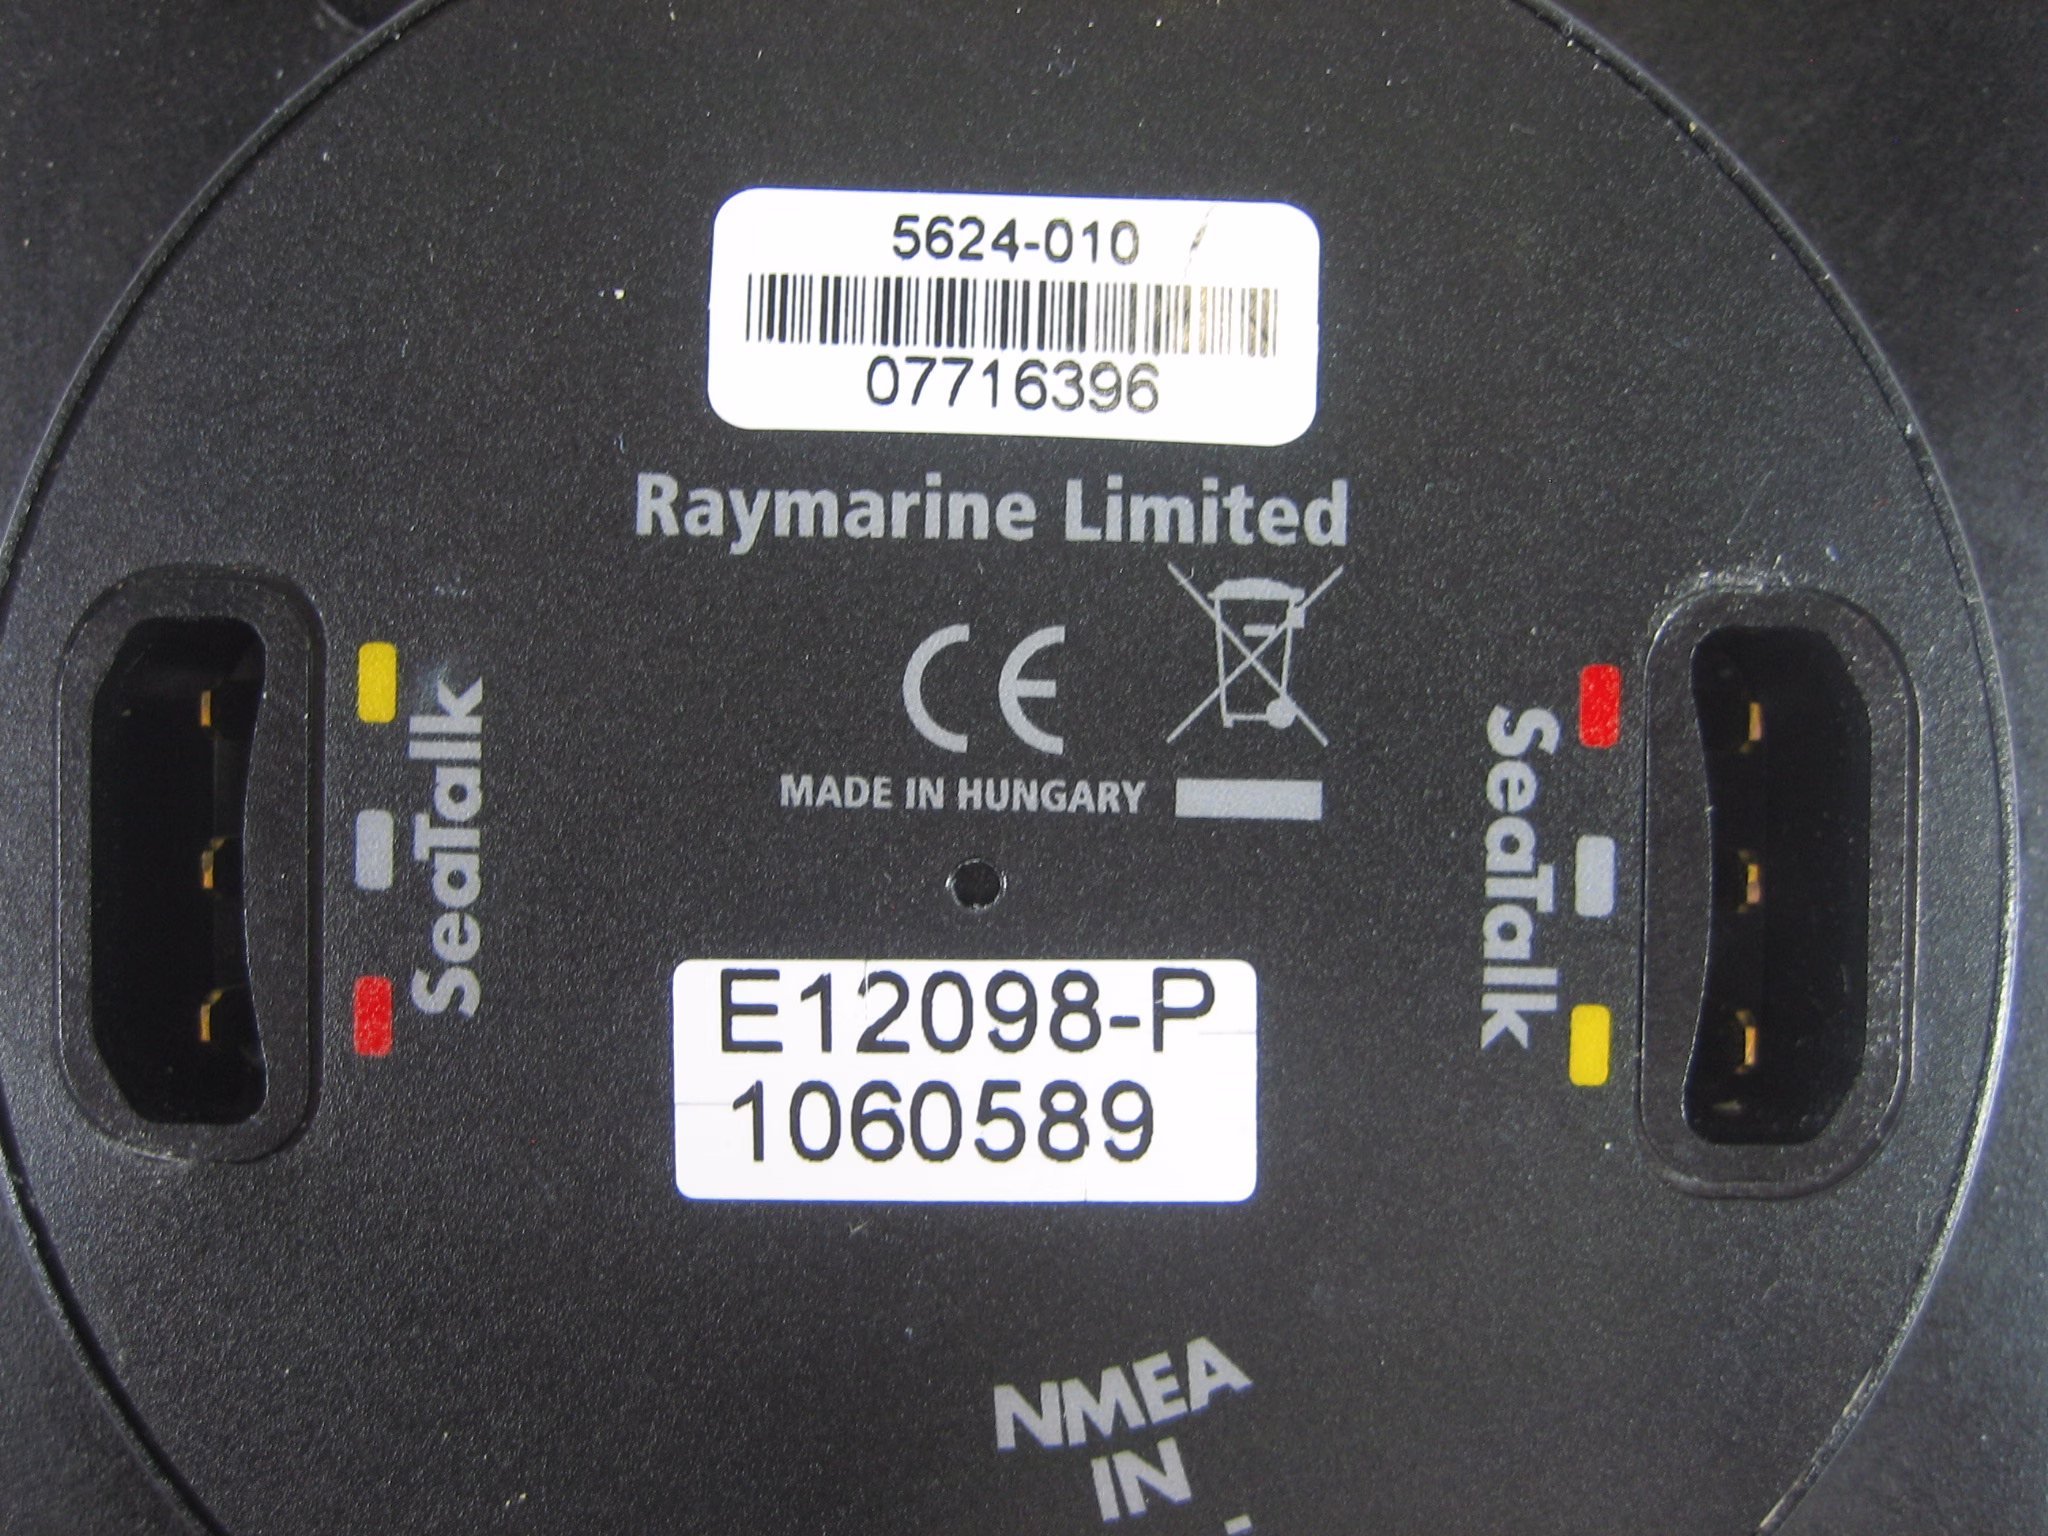 5624-010
07716396
Raymarine Limited
CE
MADE IN HUNGARY
SeaTalk
SeaTalk
E12098-P
1060589
NMEA
IN
-